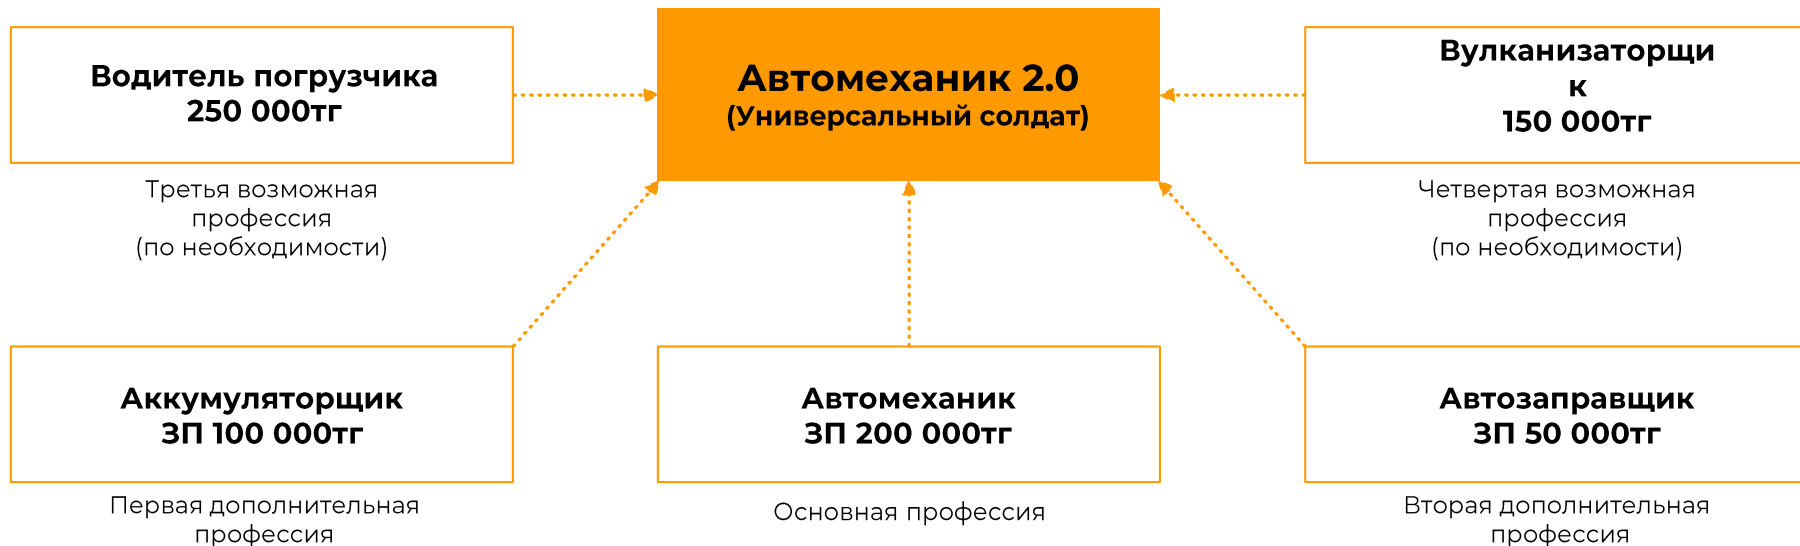 Водитель погрузчика
250 000тг
Третья возможная
профессия
(по необходимости)
Автомеханик 2.0
(Универсальный солдат)
Вулканизаторщи
к
150 000тг
Четвертая возможная
профессия
(по необходимости)
Аккумуляторщик
ЗП 100 000тг
Первая дополнительная
профессия
Автомеханик
ЗП 200 000тг
Основная профессия
Автозаправщик
ЗП 50 000тг
Вторая дополнительная
профессия